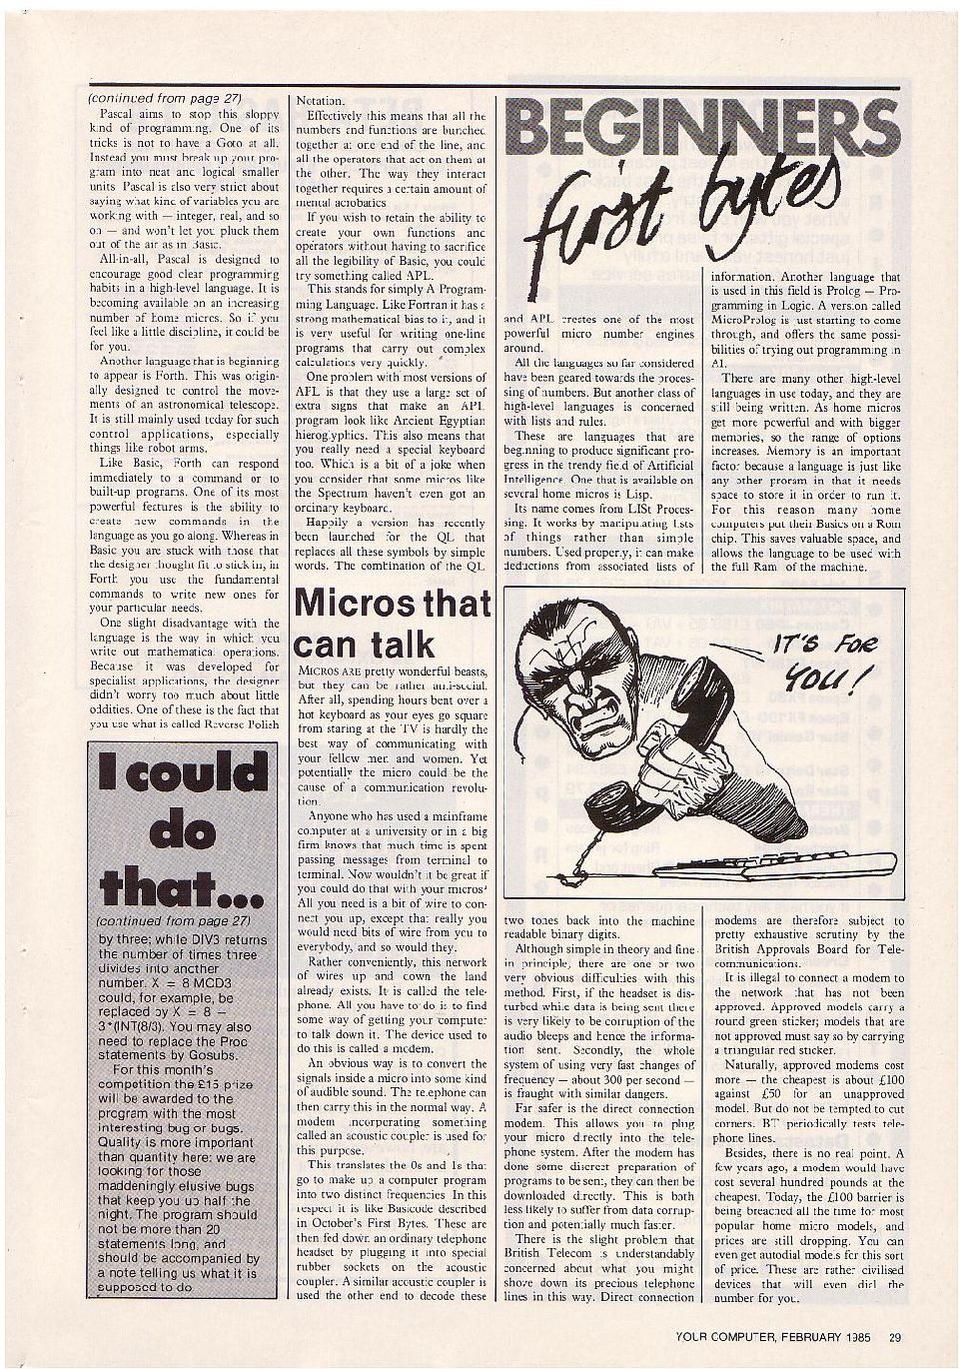 (continued from page 27)
Pascal aims to stop this sloppy
kind of programming. One of its
tricks is not to have a Goto at all.
Instead you must break up your pro-
gram into neat and logical smaller
units. Pascal is also very strict about
saying what kind of variables you are
working with — integer, real, and so
on — and won't let you pluck them
out of the air as in Basic.
All-in-all, Pascal is designed to
encourage good clear programming
habits in a high-level language. It is
becoming available on an increasing
number of home micros. So if you
feel like a little discipline, it could be
for you.
Another language that is beginning
to appear is Forth. This was origin-
ally designed to control the move-
ments of an astronomical telescope.
It is still mainly used today for such
control applications, especially
things like robot arms.
Like Basic, Forth can respond
immediately to a command or to
built-up programs. One of its most
powerful features is the ability to
create new commands in the
language as you go along. Whereas in
Basic you are stuck with those that
the designer thought fit to stick in, in
Forth you use the fundamental
commands to write new ones for
your particular needs.
One slight disadvantage with the
language is the way in which you
write out mathematical operations.
Because it was developed for
specialist applications, the designer
didn't worry too much about little
oddities. One of these is the fact that
you use what is called Reverse Polish
Notation.
Effectively this means that all the
numbers and functions are bunched
together at one end of the line, and
all the operators that act on them at
the other. The way they interact
together requires a certain amount of
mental acrobatics
If you wish to retain the ability to
create your own functions and
operators without having to sacrifice
all the legibility of Basic, you could
try something called APL.
This stands for simply A Program-
ming Language. Like Fortran it has a
strong mathematical bias to it, and it
is very useful for writing one-line
programs that carry out complex
calculations very quickly.
One problem with most versions of
APL is that they use a large set of
extra signs that make an APL
program look like Ancient Egyptian
hieroglyphics. This also means that
you really need a special keyboard
too. Which is a bit of a joke when
you consider that some micros like
the Spectrum haven't even got an
ordinary keyboard.
Happily a version has recently
been launched for the QL that
replaces all these symbols by simple
words. The combination of the QL
BEGINNERS
first bytes
and APL creates one of the most
powerful micro number engines
around.
All the languages so far considered
have been geared towards the proces-
sing of numbers. But another class of
high-level languages is concerned
with lists and rules.
These are languages that are
beginning to produce significant pro-
gress in the trendy field of Artificial
Intelligence. One that is available on
several home micros is Lisp.
Its name comes from LISt Proces-
sing. It works by manipulating lists
of things rather than simple
numbers. Used properly, it can make
deductions from associated lists of
information. Another language that
is used in this field is Prolog — Pro-
gramming in Logic. A version called
MicroProlog is just starting to come
through, and offers the same possi-
bilities of trying out programming in
AI.
There are many other high-level
languages in use today, and they are
still being written. As home micros
get more powerful and with bigger
memories, so the range of options
increases. Memory is an important
factor because a language is just like
any other proram in that it needs
space to store it in order to run it.
For this reason many home
computers put their Basics on a Rom
chip. This saves valuable space, and
allows the language to be used with
the full Ram of the machine.
Micros that
can talk
MICROS ARE pretty wonderful beasts,
but they can be rather anti-social.
After all, spending hours bent over a
hot keyboard as your eyes go square
from staring at the TV is hardly the
best way of communicating with
your fellow men and women. Yet
potentially the micro could be the
cause of a communication revolu-
tion.
Anyone who has used a mainframe
computer at a university or in a big
firm knows that much time is spent
passing messages from terminal to
terminal. Now wouldn't it be great if
you could do that with your micros?
All you need is a bit of wire to con-
nect you up, except that really you
would need bits of wire from you to
everybody, and so would they.
Rather conveniently, this network
of wires up and down the land
already exists. It is called the tele-
phone. All you have to do is to find
some way of getting your computer
to talk down it. The device used to
do this is called a modem.
An obvious way is to convert the
signals inside a micro into some kind
of audible sound. The telephone can
then carry this in the normal way. A
modem incorporating something
called an acoustic coupler is used for
this purpose.
This translates the 0s and 1s that
go to make up a computer program
into two distinct frequencies. In this
respect it is like Basicode described
in October's First Bytes. These are
then fed down an ordinary telephone
headset by plugging it into special
rubber sockets on the acoustic
coupler. A similar acoustic coupler is
used the other end to decode these
IT'S FOR
YOU!
two tones back into the machine
readable binary digits.
Although simple in theory and fine
in principle, there are one or two
very obvious difficulties with this
method. First, if the headset is dis-
turbed while data is being sent there
is very likely to be corruption of the
audio bleeps and hence the informa-
tion sent. Secondly, the whole
system of using very fast changes of
frequency — about 300 per second —
is fraught with similar dangers.
Far safer is the direct connection
modem. This allows you to plug
your micro directly into the tele-
phone system. After the modem has
done some discreet preparation of
programs to be sent, they can then be
downloaded directly. This is both
less likely to suffer from data corrup-
tion and potentially much faster.
There is the slight problem that
British Telecom is understandably
concerned about what you might
shove down its precious telephone
lines in this way. Direct connection
modems are therefore subject to
pretty exhaustive scrutiny by the
British Approvals Board for Tele-
communications.
It is illegal to connect a modem to
the network that has not been
approved. Approved models carry a
round green sticker; models that are
not approved must say so by carrying
a triangular red sticker.
Naturally, approved modems cost
more — the cheapest is about £100
against £50 for an unapproved
model. But do not be tempted to cut
corners. BT periodically tests tele-
phone lines.
Besides, there is no real point. A
few years ago, a modem would have
cost several hundred pounds at the
cheapest. Today, the £100 barrier is
being breached all the time for most
popular home micro models, and
prices are still dropping. You can
even get autodial models for this sort
of price. These are rather civilised
devices that will even dial the
number for you.
I could
do
that...
(continued from page 27)
by three; while DIV3 returns
the number of times three
divides into another
number. X = 8 MOD3
could, for example, be
replaced by X = 8 –
3*(INT(8/3). You may also
need to replace the Proc
statements by Gosubs.
For this month's
competition the £15 prize
will be awarded to the
program with the most
interesting bug or bugs.
Quality is more important
than quantity here: we are
looking for those
maddeningly elusive bugs
that keep you up half the
night. The program should
not be more than 20
statements long, and
should be accompanied by
a note telling us what it is
supposed to do.
YOUR COMPUTER, FEBRUARY 1985 29